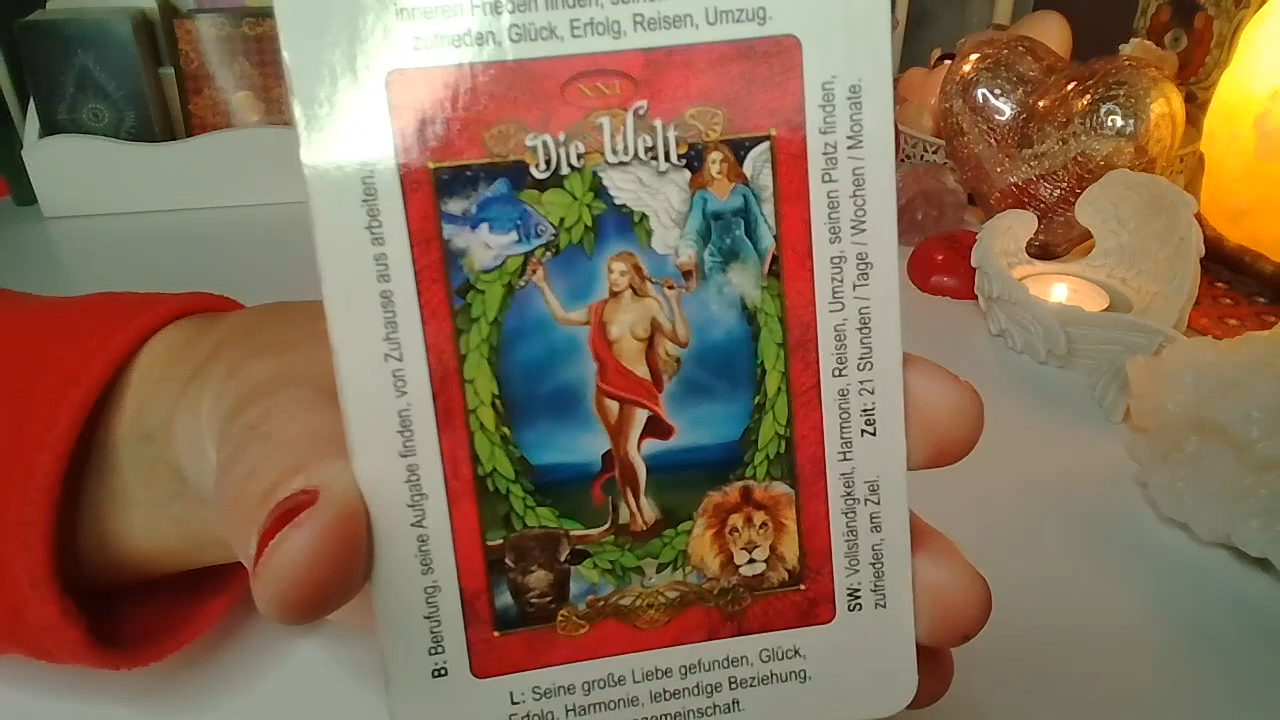 inneren Frieden finden,
zufrieden, Glück, Erfolg, Reisen, Umzug.
XXI
Die Welt
B: Berufung, seine Aufgabe finden, von Zuhause aus arbeiten.
SW: Vollständigkeit, Harmonie, Reisen, Umzug, seinen Platz finden,
zufrieden, am Ziel.
Zeit: 21 Stunden / Tage / Wochen / Monate.
L: Seine große Liebe gefunden, Glück,
Erfolg, Harmonie, lebendige Beziehung,